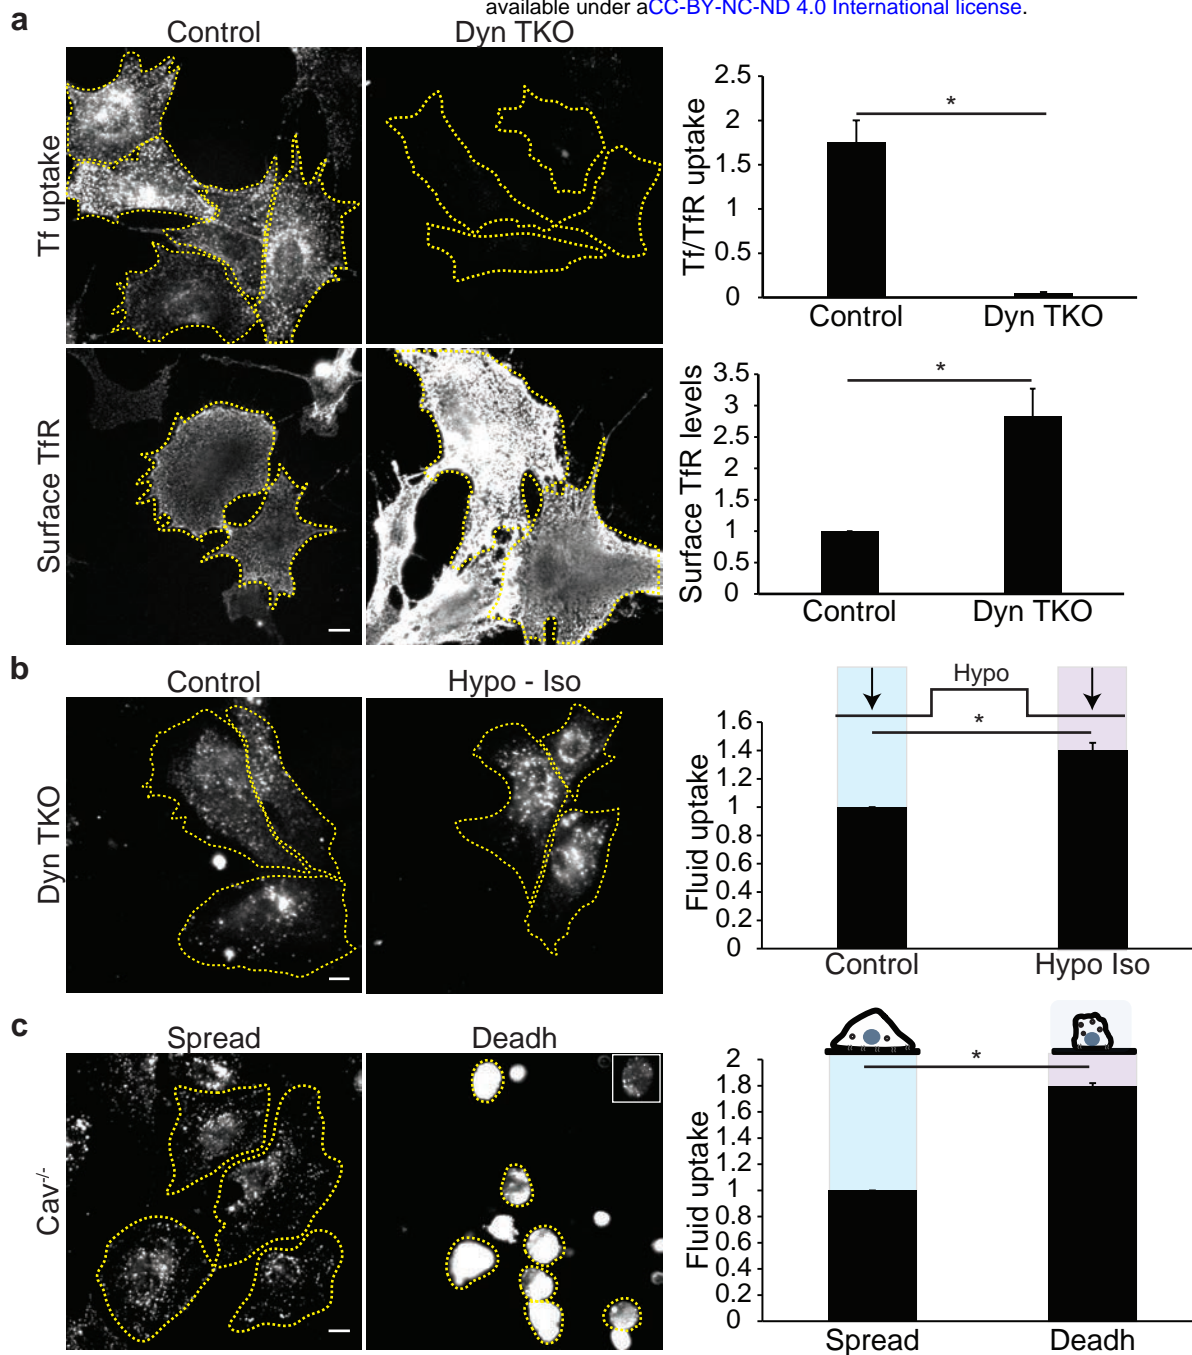 available under aCC-BY-NC-ND 4.0 International license.
a
Control
Dyn TKO
Tf uptake
Tf/TfR uptake
2.5
2
1.5
1
0.5
0
*
Control
Dyn TKO
Surface TfR
Surface TfR levels
3.5
3
2.5
2
1.5
1
0.5
0
*
Control
Dyn TKO
b
Control
Hypo - Iso
Dyn TKO
Hypo
*
Fluid uptake
1.6
1.4
1.2
1
0.8
0.6
0.4
0.2
0
Control
Hypo Iso
c
Spread
Deadh
Cav-/-
*
Fluid uptake
2
1.8
1.6
1.4
1.2
1
0.8
0.6
0.4
0.2
0
Spread
Deadh